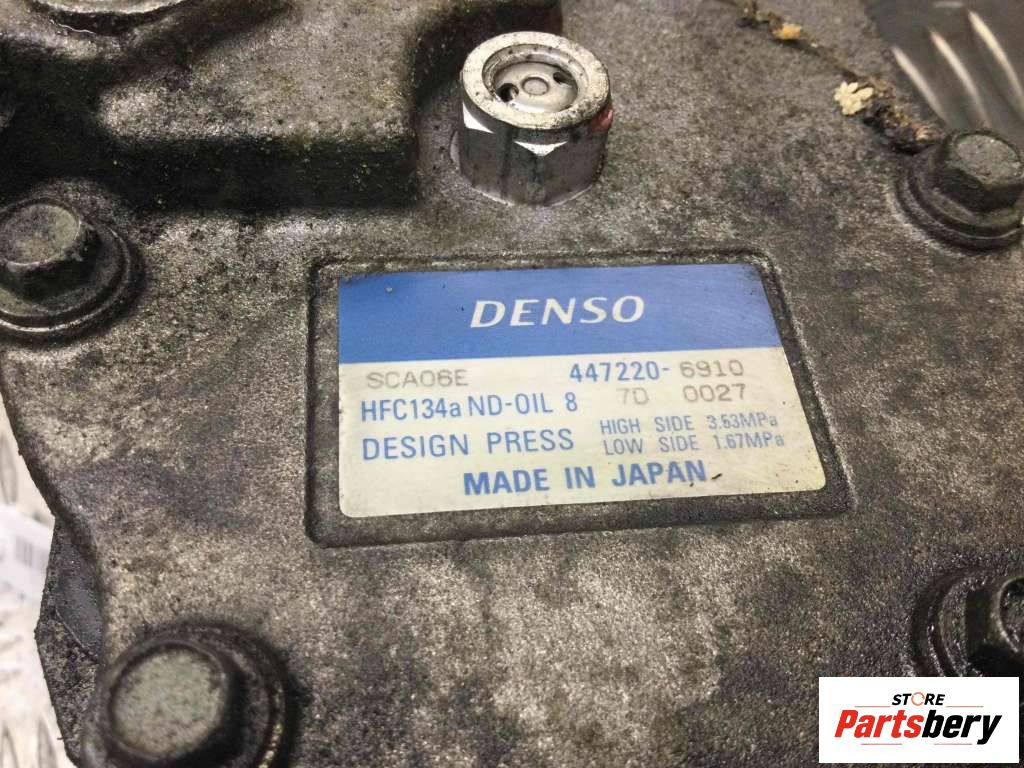 DENSO
SCA06E 447220-6910
HFC134a ND-OIL 8 7D 0027
DESIGN PRESS HIGH SIDE 3.53MPa
LOW SIDE 1.67MPa
MADE IN JAPAN
STORE
Partsbery